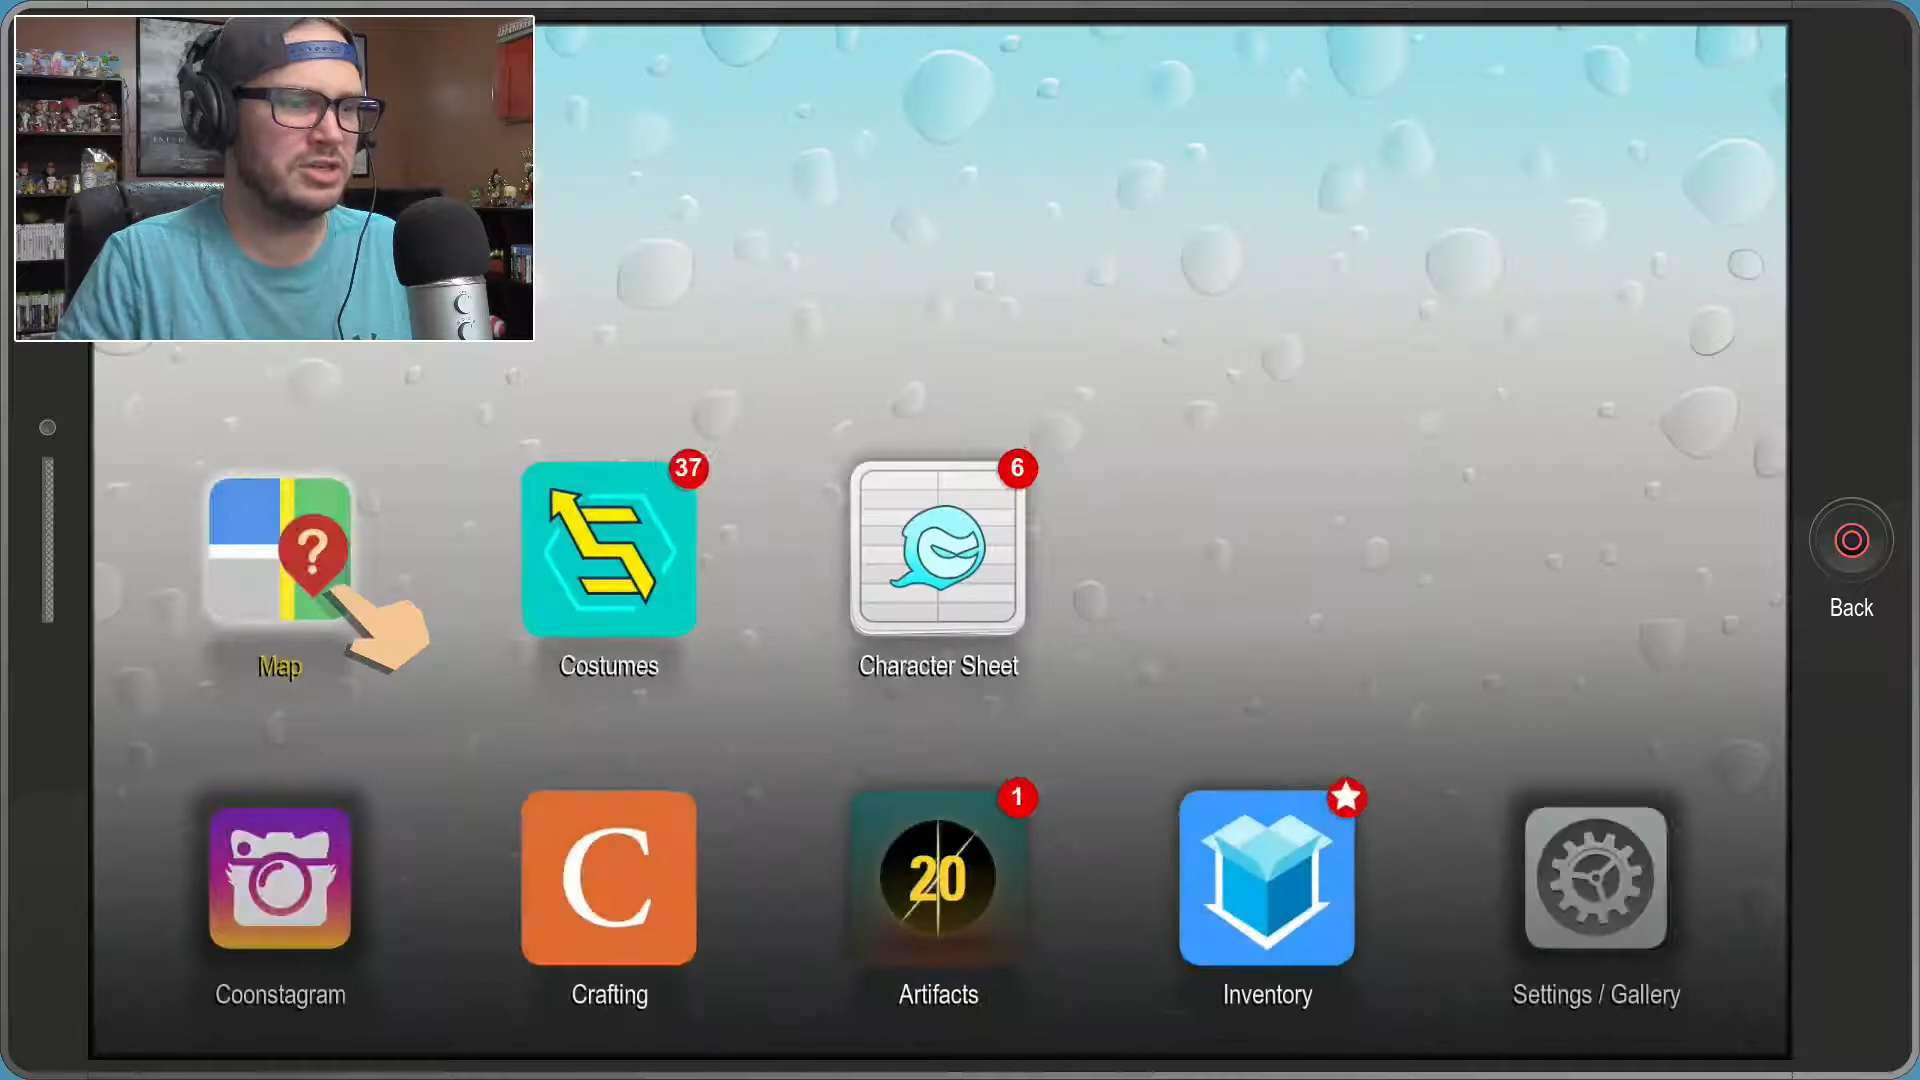 37
6
?
Map
Costumes
Character Sheet
Back
1
C
20
Coonstagram
Crafting
Artifacts
Inventory
Settings / Gallery